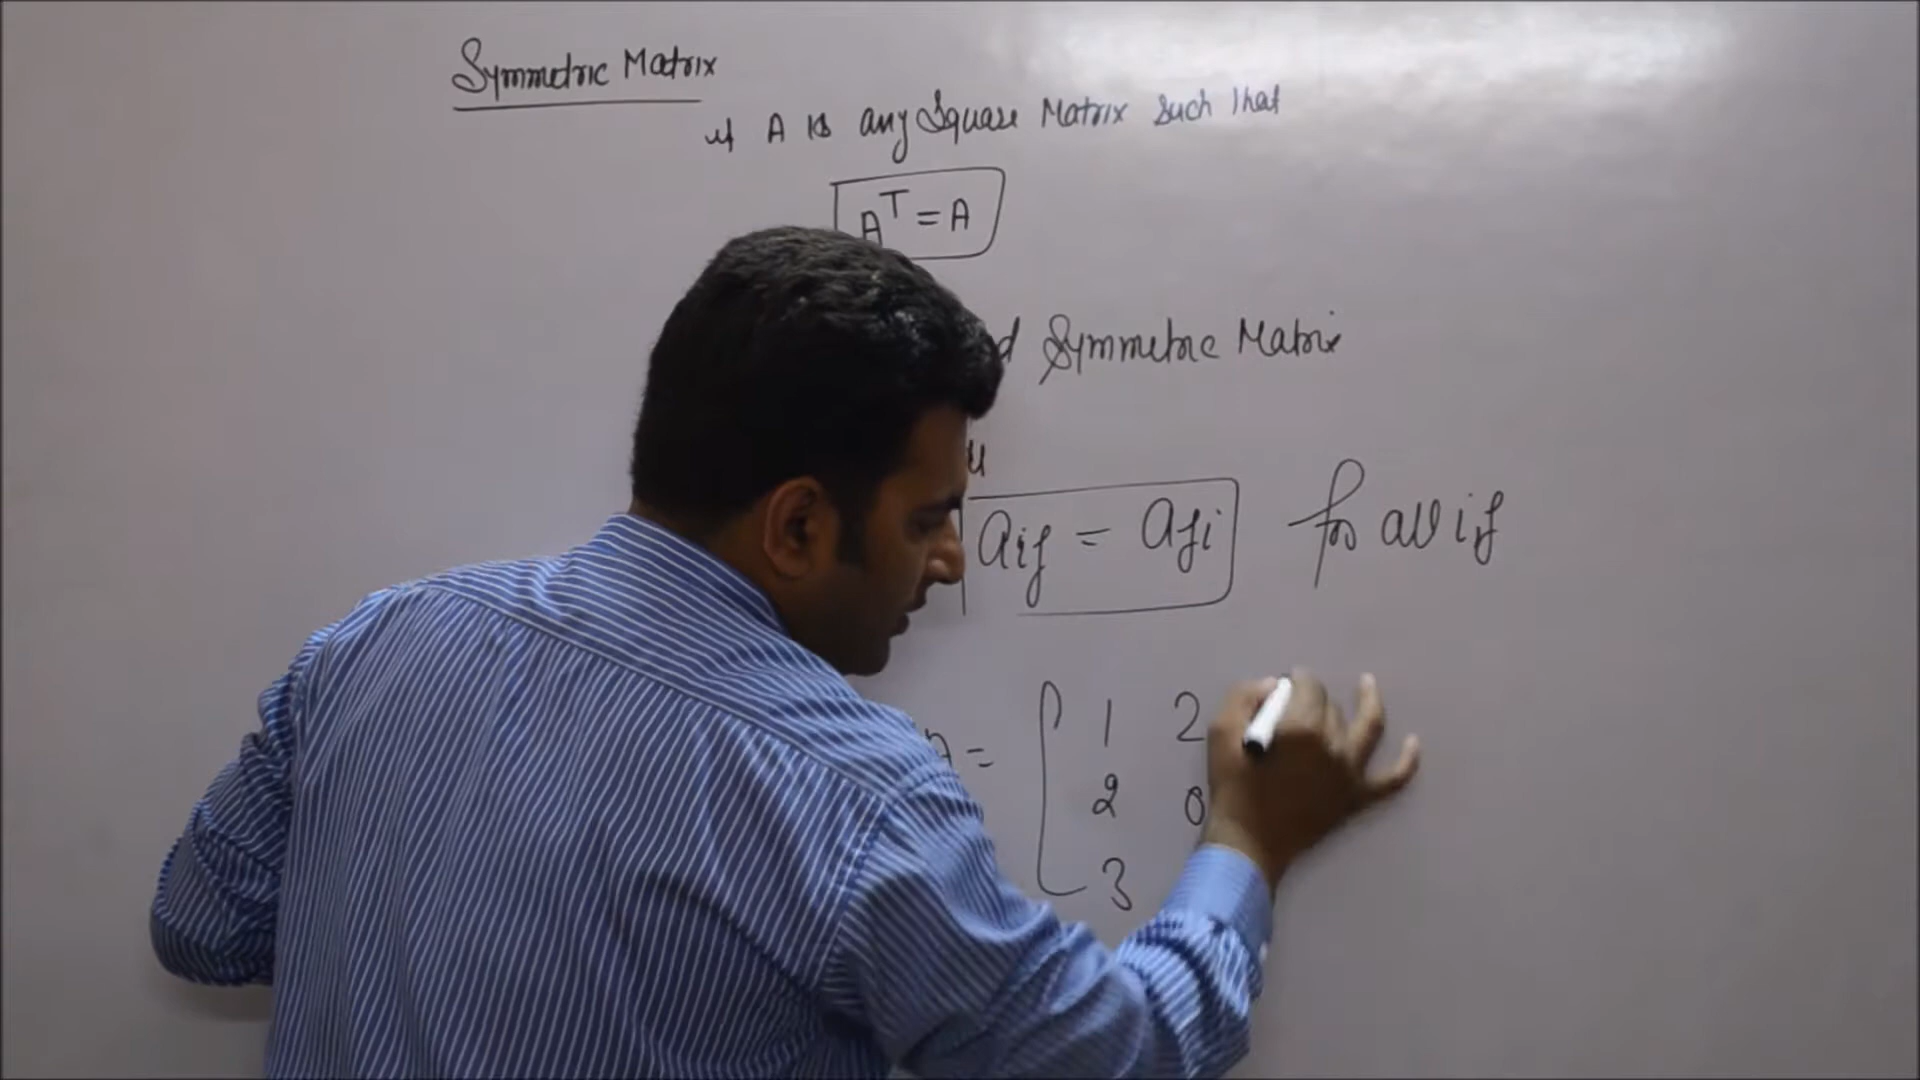 Symmetric Matrix
if A is any Square Matrix such that
A^T = A
Symmetric Matrix
aij = aji for all i,j
A = [ 1 2
2 0
3